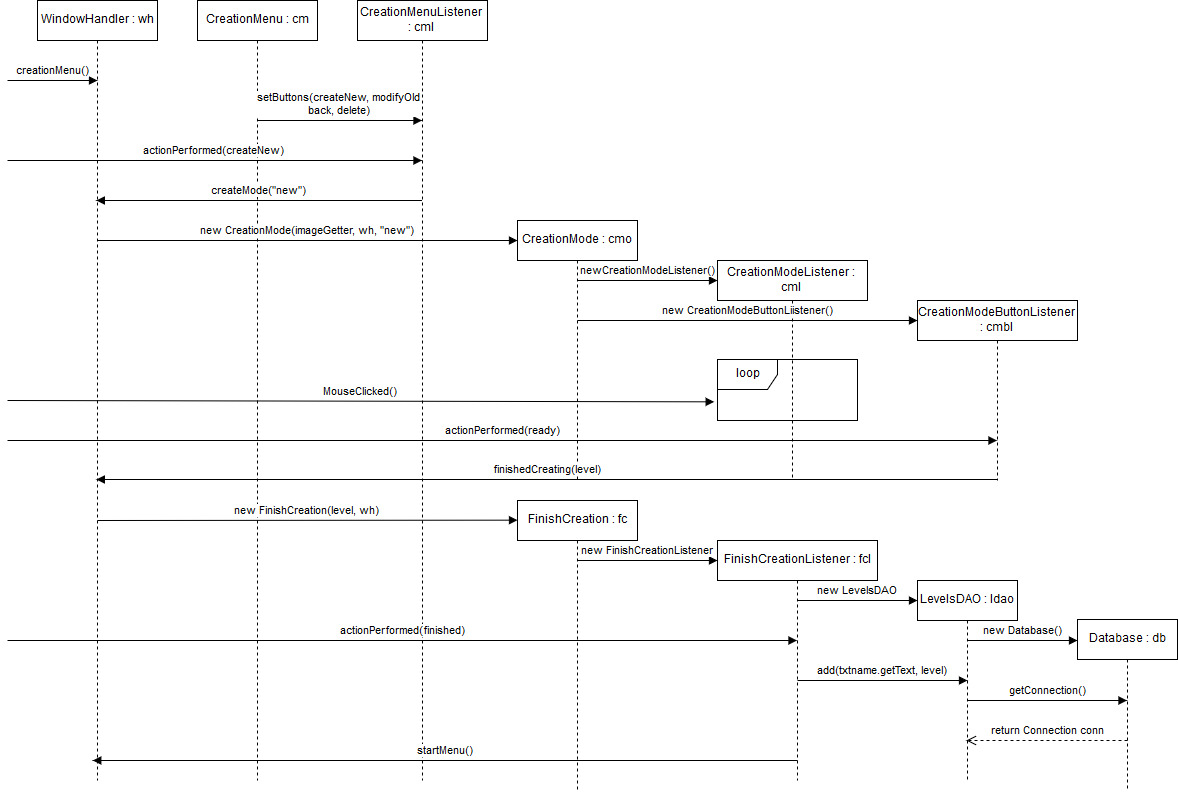 WindowHandler : wh
CreationMenu : cm
CreationMenuListener
: cml
creationMenu()
setButtons(createNew, modifyOld
back, delete)
actionPerformed(createNew)
createMode("new")
new CreationMode(imageGetter, wh, "new")
CreationMode : cmo
newCreationModeListener()
CreationModeListener :
cml
new CreationModeButtonListener()
CreationModeButtonListener
: cmbl
loop
MouseClicked()
actionPerformed(ready)
finishedCreating(level)
new FinishCreation(level, wh)
FinishCreation : fc
new FinishCreationListener
FinishCreationListener : fcl
new LevelsDAO
LevelsDAO : ldao
actionPerformed(finished)
new Database()
Database : db
add(txtname.getText, level)
getConnection()
return Connection conn
startMenu()